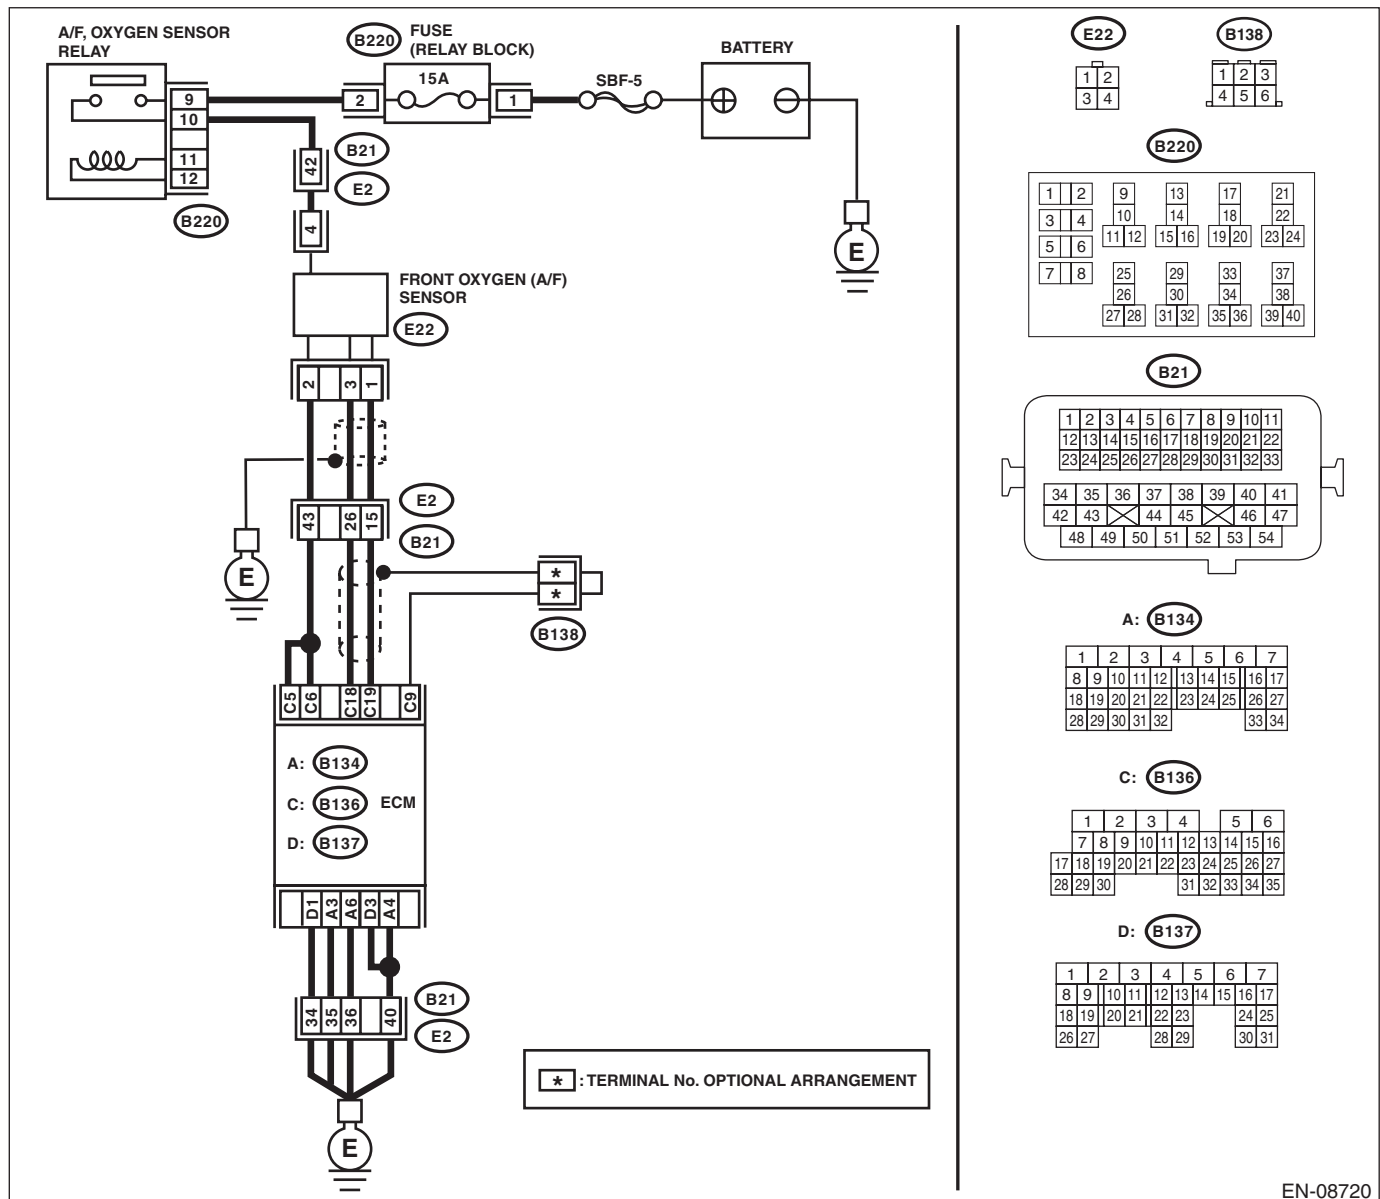 A/F, OXYGEN SENSOR
RELAY
B220
FUSE
(RELAY BLOCK)
15A
SBF-5
BATTERY
9
10
11
12
B220
2
1
42
B21
E2
4
E
FRONT OXYGEN (A/F)
SENSOR
E22
2 3 1
E2
43 26 15
B21
E
*
*
B138
C5 C6 C18 C19 C9
A: B134
C: B136 ECM
D: B137
D1 A3 A6 D3 A4
34 35 36 40
B21
E2
E
* : TERMINAL No. OPTIONAL ARRANGEMENT
E22
1 2
3 4
B138
1 2 3
4 5 6
B220
1 2 9 13 17 21
3 4 10 14 18 22
11 12 15 16 19 20 23 24
5 6
7 8 25 29 33 37
26 30 34 38
27 28 31 32 35 36 39 40
B21
1 2 3 4 5 6 7 8 9 10 11
12 13 14 15 16 17 18 19 20 21 22
23 24 25 26 27 28 29 30 31 32 33
34 35 36 37 38 39 40 41
42 43 44 45 46 47
48 49 50 51 52 53 54
A: B134
1 2 3 4 5 6 7
8 9 10 11 12 13 14 15 16 17
18 19 20 21 22 23 24 25 26 27
28 29 30 31 32 33 34
C: B136
1 2 3 4 5 6
7 8 9 10 11 12 13 14 15 16
17 18 19 20 21 22 23 24 25 26 27
28 29 30 31 32 33 34 35
D: B137
1 2 3 4 5 6 7
8 9 10 11 12 13 14 15 16 17
18 19 20 21 22 23 24 25
26 27 28 29 30 31
EN-08720